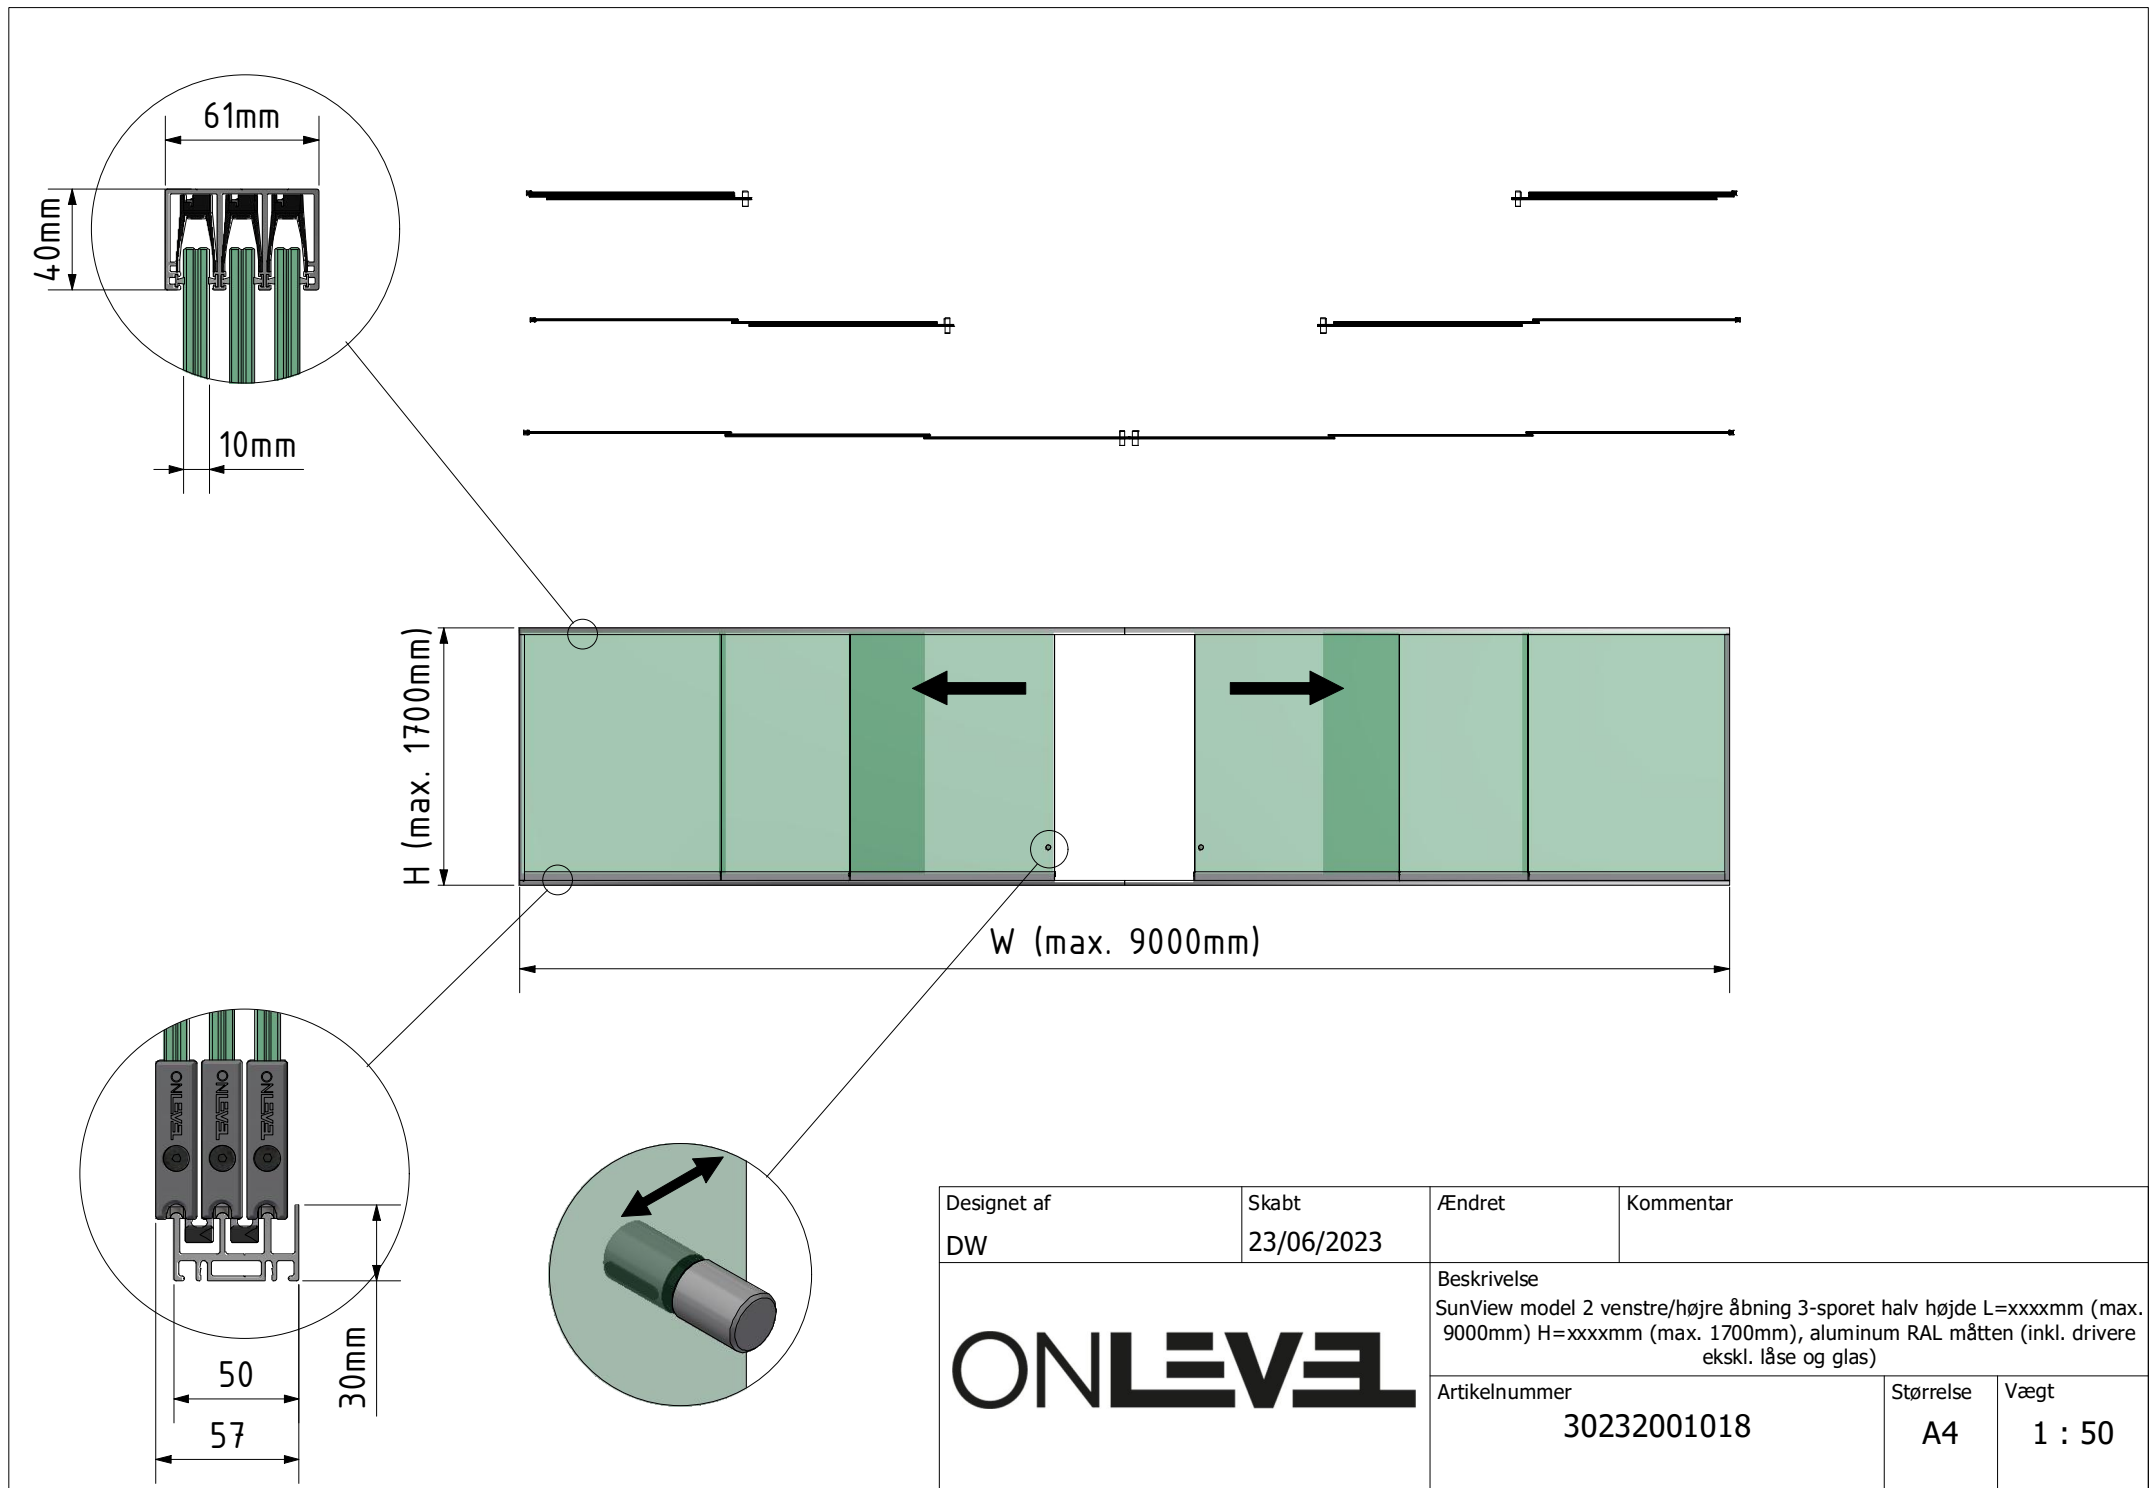 61mm
40mm
10mm
H (max. 1700mm)
W (max. 9000mm)
ONLEVEL
ONLEVEL
ONLEVEL
50
57
30mm
Designet af
DW
Skabt
23/06/2023
Ændret
Kommentar
ONLEVEL
Beskrivelse
SunView model 2 venstre/højre åbning 3-sporet halv højde L=xxxxmm (max.
9000mm) H=xxxxmm (max. 1700mm), aluminum RAL måtten (inkl. drivere
ekskl. låse og glas)
Artikelnummer
30232001018
Størrelse
A4
Vægt
1 : 50